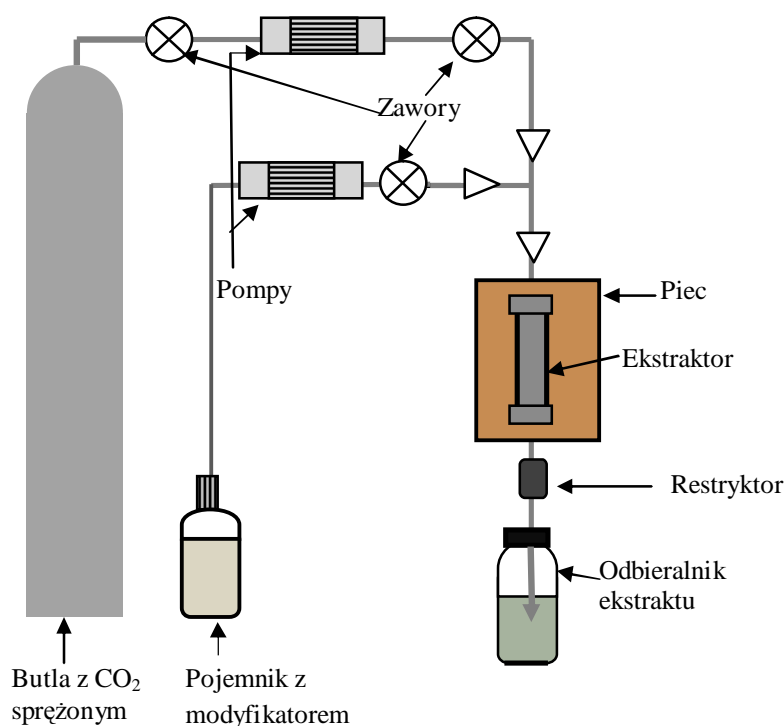 Zawory
Pompy
Piec
Ekstraktor
Restryktor
Odbieralnik
ekstraktu
Butla z CO₂
sprężonym
Pojemnik z
modyfikatorem